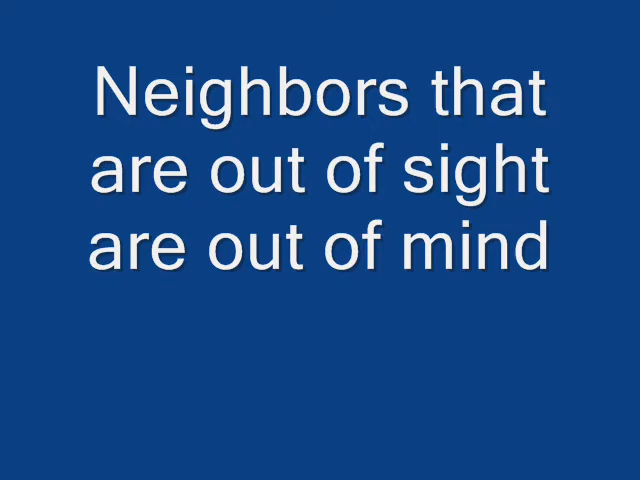 Neighbors that
are out of sight
are out of mind